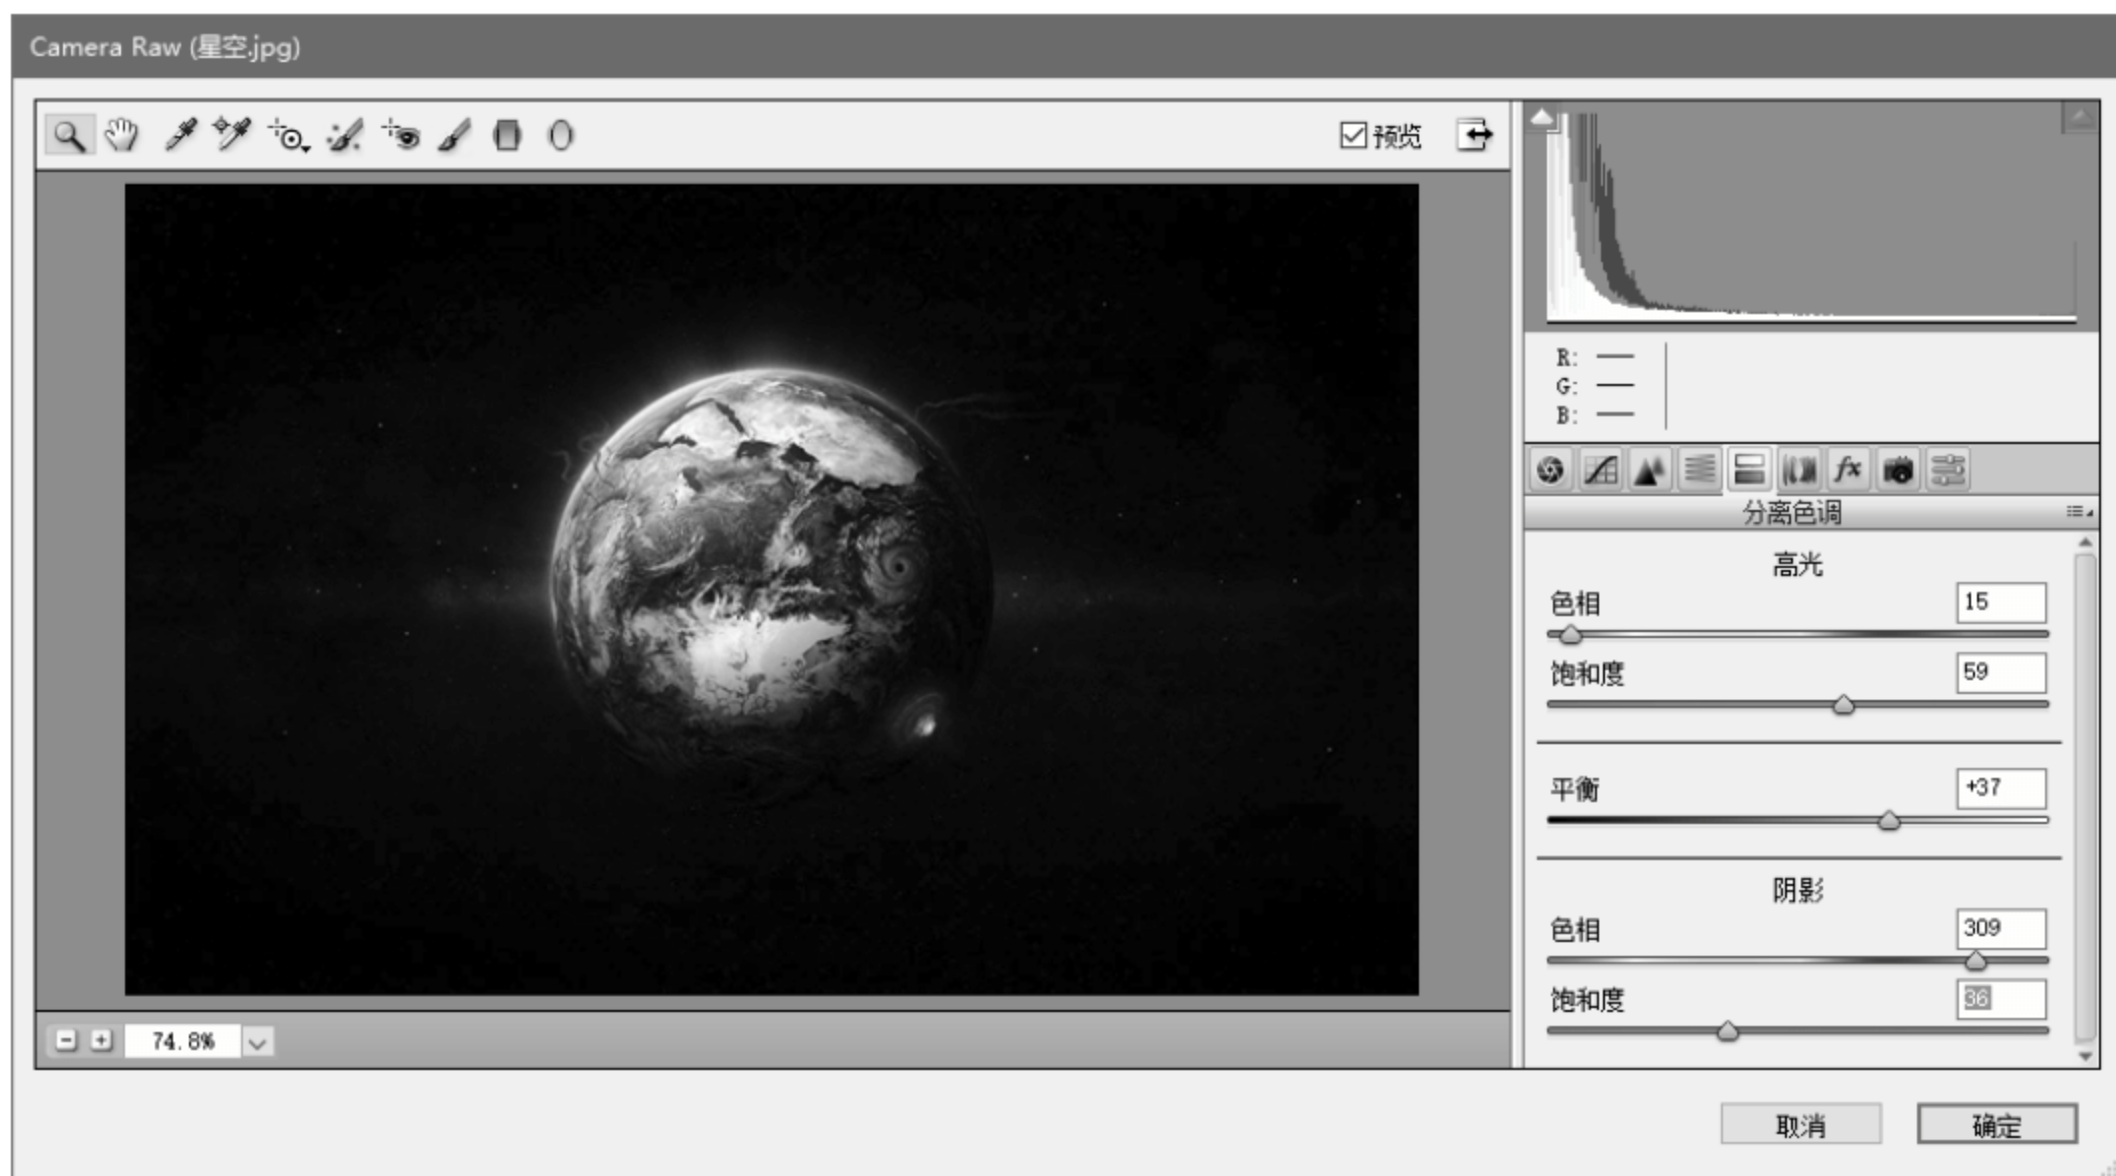 Camera Raw (星空.jpg)
预览
R: —
G: —
B: —
fx
分离色调
高光
色相 15
饱和度 59
平衡 +37
阴影
色相 309
饱和度 36
74.8%
取消 确定